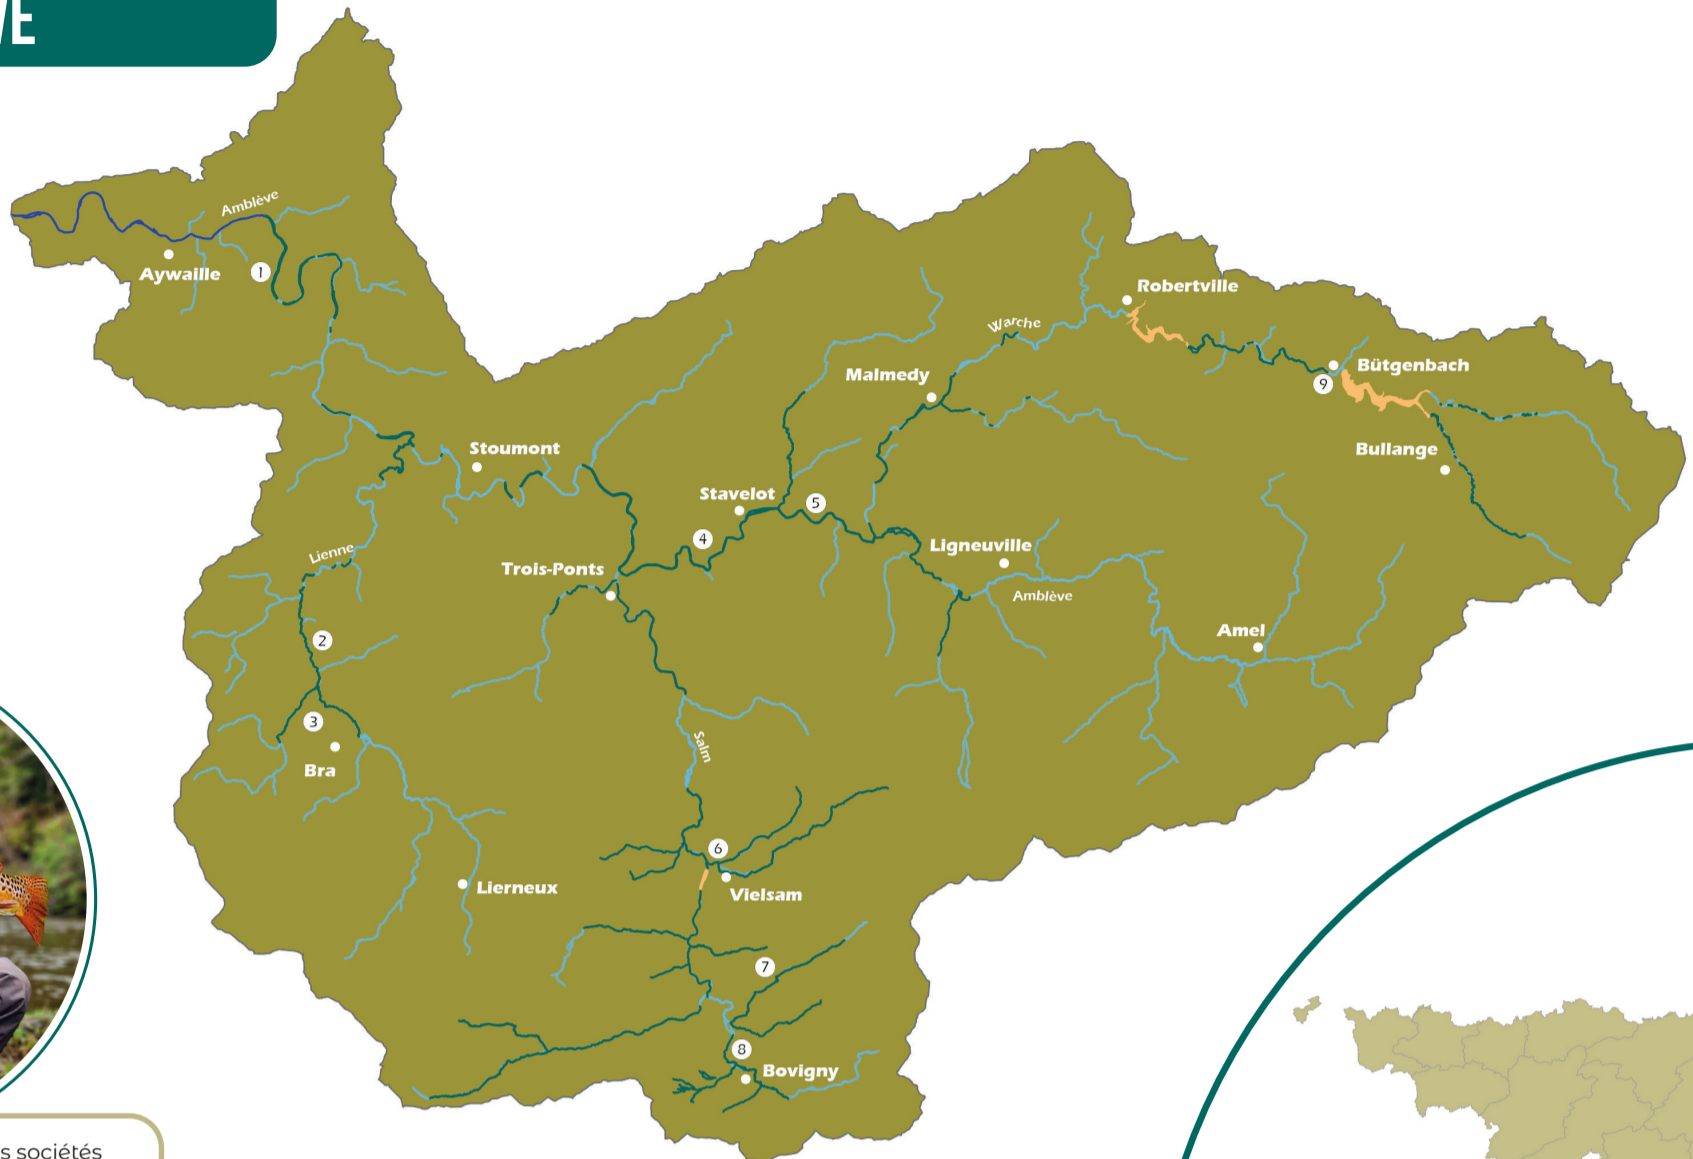 VE
Amblève
Aywaille
1
Robertville
Warche
Bütgenbach
9
Malmedy
Bullange
Stoumont
Stavelot
5
4
Ligneuville
Lienne
Trois-Ponts
Amblève
2
Amel
3
Bra
Salm
6
Lierneux
Vielsam
7
8
Bovigny
s sociétés